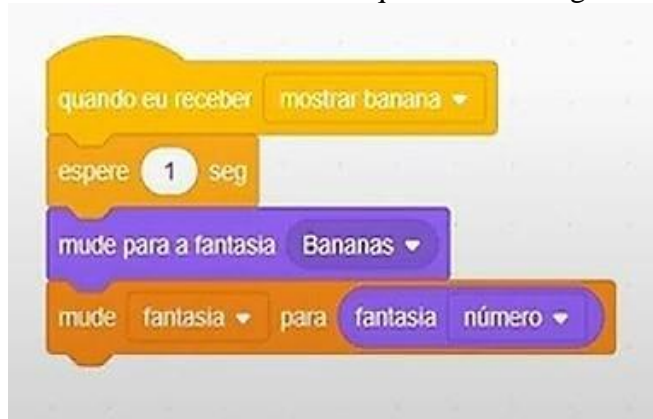 quando eu receber mostrar banana
espere 1 seg
mude para a fantasia Bananas
mude fantasia para fantasia número